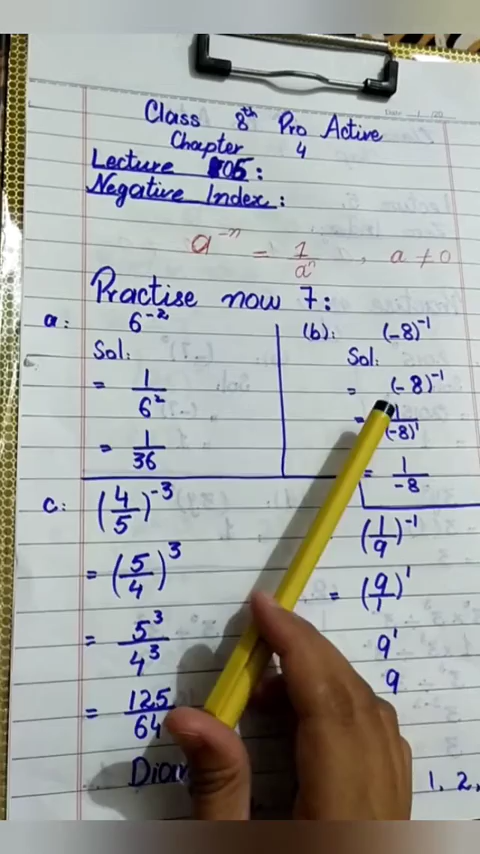 Class 8th Pro Active
Chapter 4
Lecture 05:
Negative Index:
a⁻ⁿ = 1/aⁿ , a ≠ 0
Practise now 7:
a: 6⁻²
Sol:
= 1/6²
= 1/36
(b): (-8)⁻¹
Sol:
= (-8)⁻¹
= 1/(-8)¹
= 1/-8
c: (4/5)⁻³
= (5/4)³
= 5³/4³
= 125/64
(1/9)⁻¹
= (9/1)¹
9¹
9
1, 2,